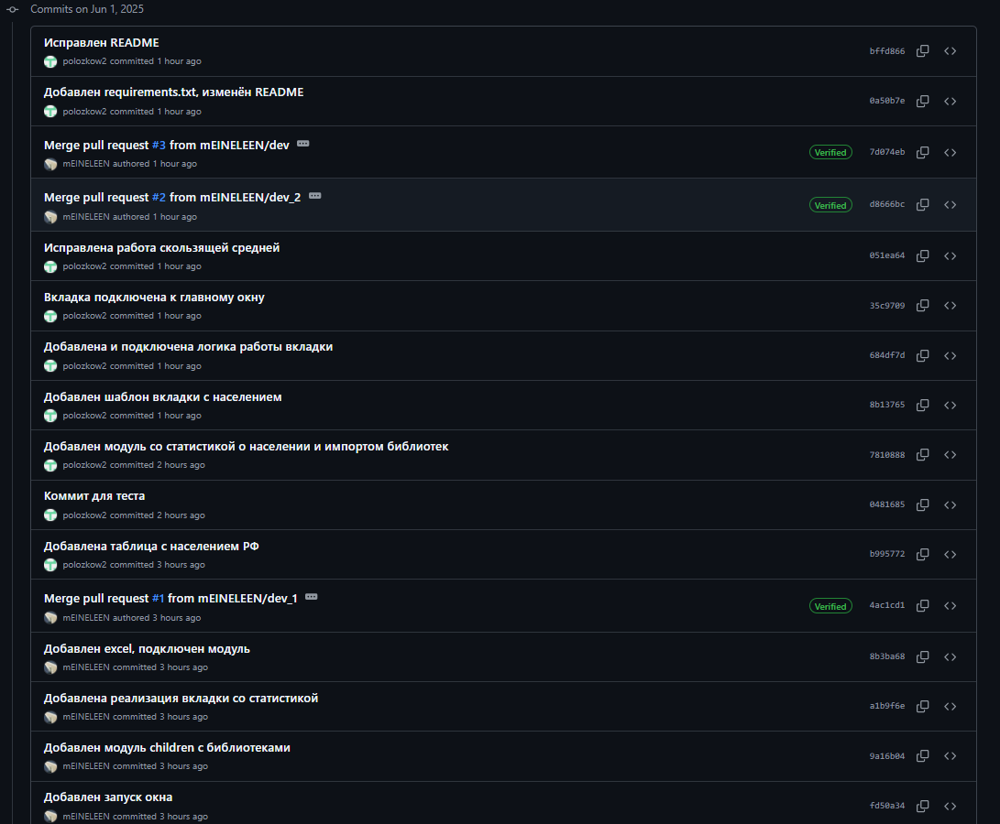 Commits on Jun 1, 2025
Исправлен README
polozkow2 committed 1 hour ago
bffd866
Добавлен requirements.txt, изменён README
polozkow2 committed 1 hour ago
0a50b7e
Merge pull request #3 from mEINELEEN/dev
mEINELEEN authored 1 hour ago
Verified
7d074eb
Merge pull request #2 from mEINELEEN/dev_2
mEINELEEN authored 1 hour ago
Verified
d8666bc
Исправлена работа скользящей средней
polozkow2 committed 1 hour ago
051ea64
Вкладка подключена к главному окну
polozkow2 committed 1 hour ago
35c9709
Добавлена и подключена логика работы вкладки
polozkow2 committed 1 hour ago
684df7d
Добавлен шаблон вкладки с населением
polozkow2 committed 1 hour ago
8b13765
Добавлен модуль со статистикой о населении и импортом библиотек
polozkow2 committed 2 hours ago
7810888
Коммит для теста
polozkow2 committed 2 hours ago
0481685
Добавлена таблица с населением РФ
polozkow2 committed 3 hours ago
b995772
Merge pull request #1 from mEINELEEN/dev_1
mEINELEEN authored 3 hours ago
Verified
4ac1cd1
Добавлен excel, подключен модуль
mEINELEEN committed 3 hours ago
8b3ba68
Добавлена реализация вкладки со статистикой
mEINELEEN committed 3 hours ago
a1b9f6e
Добавлен модуль children с библиотеками
mEINELEEN committed 3 hours ago
9a16b04
Добавлен запуск окна
mEINELEEN committed 3 hours ago
fd50a34